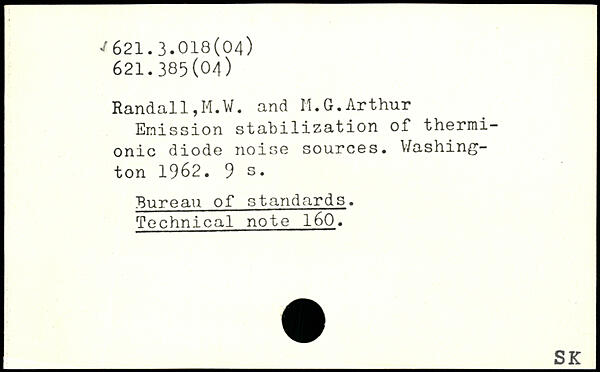 621.3.018(04)
621.385(04)
Randall,M.W. and M.G.Arthur
Emission stabilization of thermi-
onic diode noise sources. Washing-
ton 1962. 9 s.
Bureau of standards.
Technical note 160.
SK